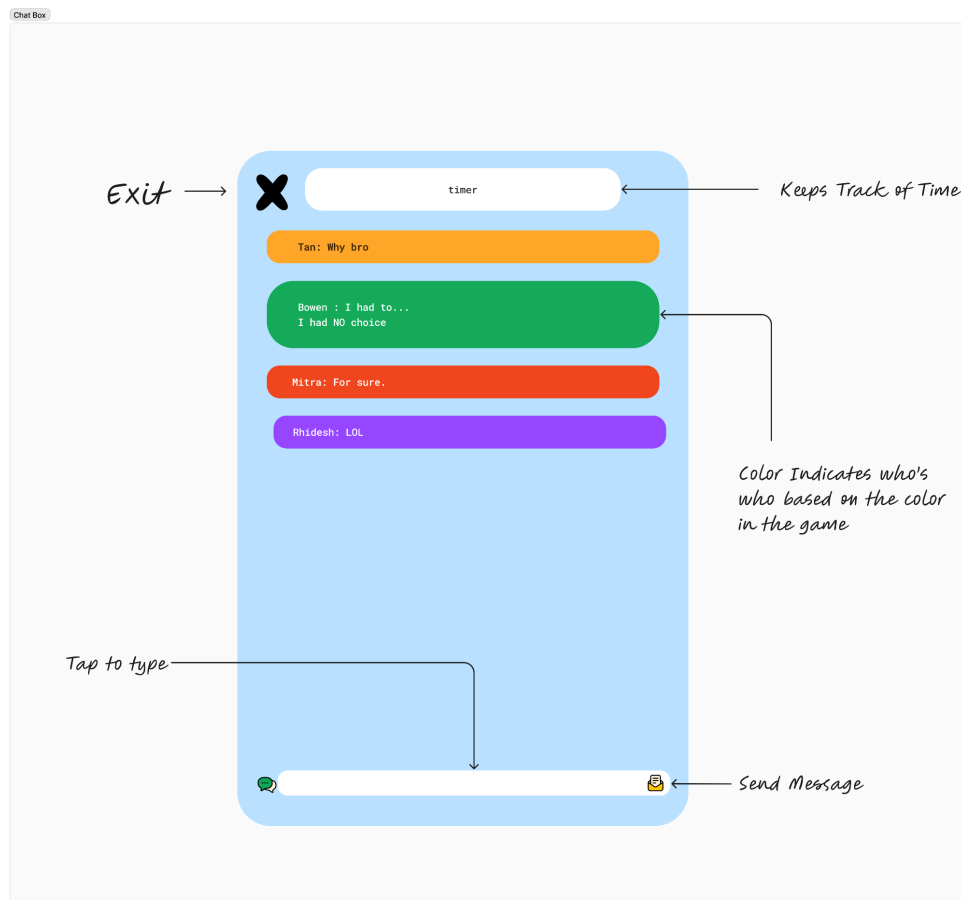 Chat Box
Exit
timer
Keeps Track of Time
Tan: Why bro
Bowen : I had to...
I had NO choice
Mitra: For sure.
Rhidesh: LOL
Color Indicates who's
who based on the color
in the game
Tap to type
Send Message